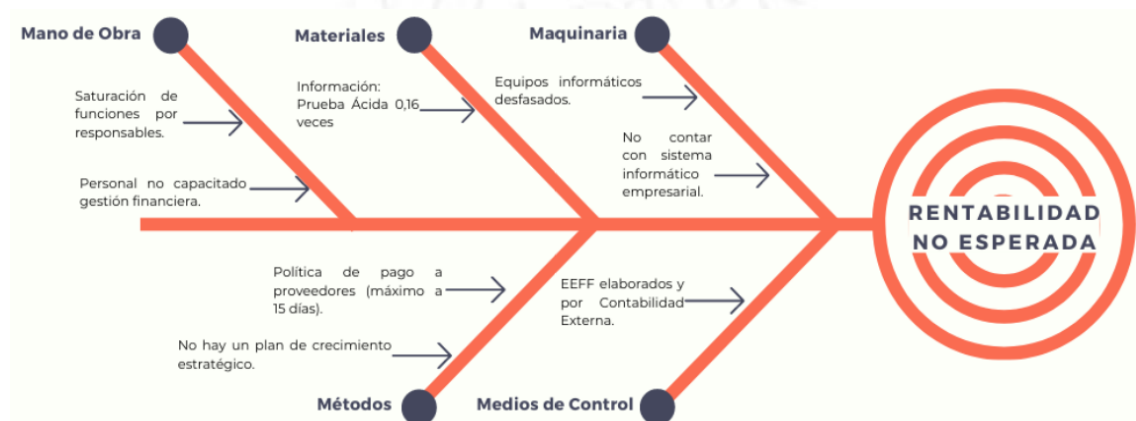 Mano de Obra
Materiales
Maquinaria
Saturación de
funciones por
responsables.
Personal no capacitado
gestión financiera.
Información:
Prueba Ácida 0,16
veces
Equipos informáticos
desfasados.
No contar
con sistema
informático
empresarial.
RENTABILIDAD
NO ESPERADA
Política de pago a
proveedores (máximo a
15 días).
No hay un plan de crecimiento
estratégico.
EEFF elaborados y
por Contabilidad
Externa.
Métodos
Medios de Control